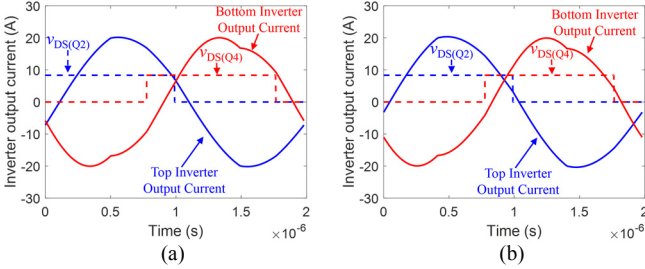 Bottom Inverter
Output Current
vDS(Q2)
vDS(Q4)
Top Inverter
Output Current
Inverter output current (A)
30
20
10
0
-10
-20
-30
0 0.5 1 1.5 2
Time (s) ×10-6
(a)
Bottom Inverter
Output Current
vDS(Q2)
vDS(Q4)
Top Inverter
Output Current
Inverter output current (A)
30
20
10
0
-10
-20
-30
0 0.5 1 1.5 2
Time (s) ×10-6
(b)